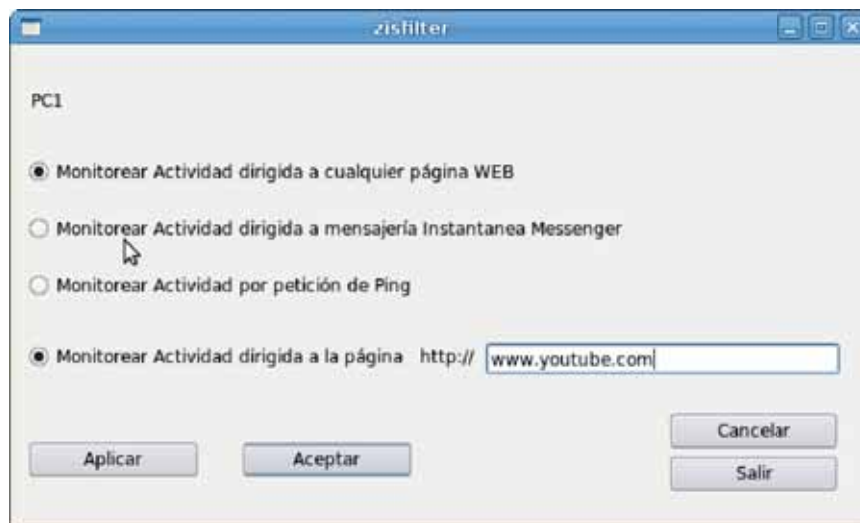 zisfilter
PC1
Monitorear Actividad dirigida a cualquier página WEB
Monitorear Actividad dirigida a mensajería Instantanea Messenger
Monitorear Actividad por petición de Ping
Monitorear Actividad dirigida a la página http:// www.youtube.com
Cancelar
Aplicar Aceptar
Salir